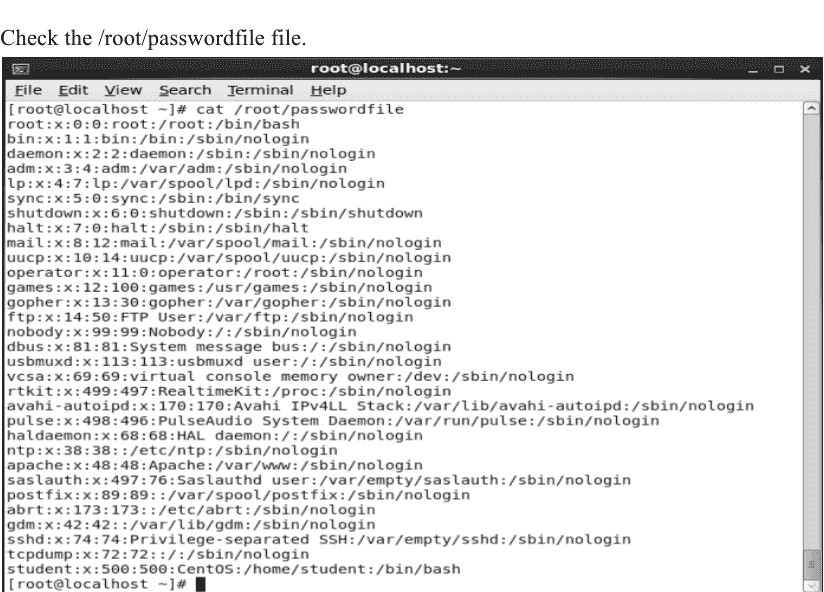 Check the /root/passwordfile file.
root@localhost:~
File Edit View Search Terminal Help
[root@localhost ~]# cat /root/passwordfile
root:x:0:0:root:/root:/bin/bash
bin:x:1:1:bin:/bin:/sbin/nologin
daemon:x:2:2:daemon:/sbin:/sbin/nologin
adm:x:3:4:adm:/var/adm:/sbin/nologin
lp:x:4:7:lp:/var/spool/lpd:/sbin/nologin
sync:x:5:0:sync:/sbin:/bin/sync
shutdown:x:6:0:shutdown:/sbin:/sbin/shutdown
halt:x:7:0:halt:/sbin:/sbin/halt
mail:x:8:12:mail:/var/spool/mail:/sbin/nologin
uucp:x:10:14:uucp:/var/spool/uucp:/sbin/nologin
operator:x:11:0:operator:/root:/sbin/nologin
games:x:12:100:games:/usr/games:/sbin/nologin
gopher:x:13:30:gopher:/var/gopher:/sbin/nologin
ftp:x:14:50:FTP User:/var/ftp:/sbin/nologin
nobody:x:99:99:Nobody:/:/sbin/nologin
dbus:x:81:81:System message bus:/:/sbin/nologin
usbmuxd:x:113:113:usbmuxd user:/:/sbin/nologin
vcsa:x:69:69:virtual console memory owner:/dev:/sbin/nologin
rtkit:x:499:497:RealtimeKit:/proc:/sbin/nologin
avahi-autoipd:x:170:170:Avahi IPv4LL Stack:/var/lib/avahi-autoipd:/sbin/nologin
pulse:x:498:496:PulseAudio System Daemon:/var/run/pulse:/sbin/nologin
haldaemon:x:68:68:HAL daemon:/:/sbin/nologin
ntp:x:38:38::/etc/ntp:/sbin/nologin
apache:x:48:48:Apache:/var/www:/sbin/nologin
saslauth:x:497:76:Saslauthd user:/var/empty/saslauth:/sbin/nologin
postfix:x:89:89::/var/spool/postfix:/sbin/nologin
abrt:x:173:173::/etc/abrt:/sbin/nologin
gdm:x:42:42::/var/lib/gdm:/sbin/nologin
sshd:x:74:74:Privilege-separated SSH:/var/empty/sshd:/sbin/nologin
tcpdump:x:72:72::/:/sbin/nologin
student:x:500:500:CentOS:/home/student:/bin/bash
[root@localhost ~]#